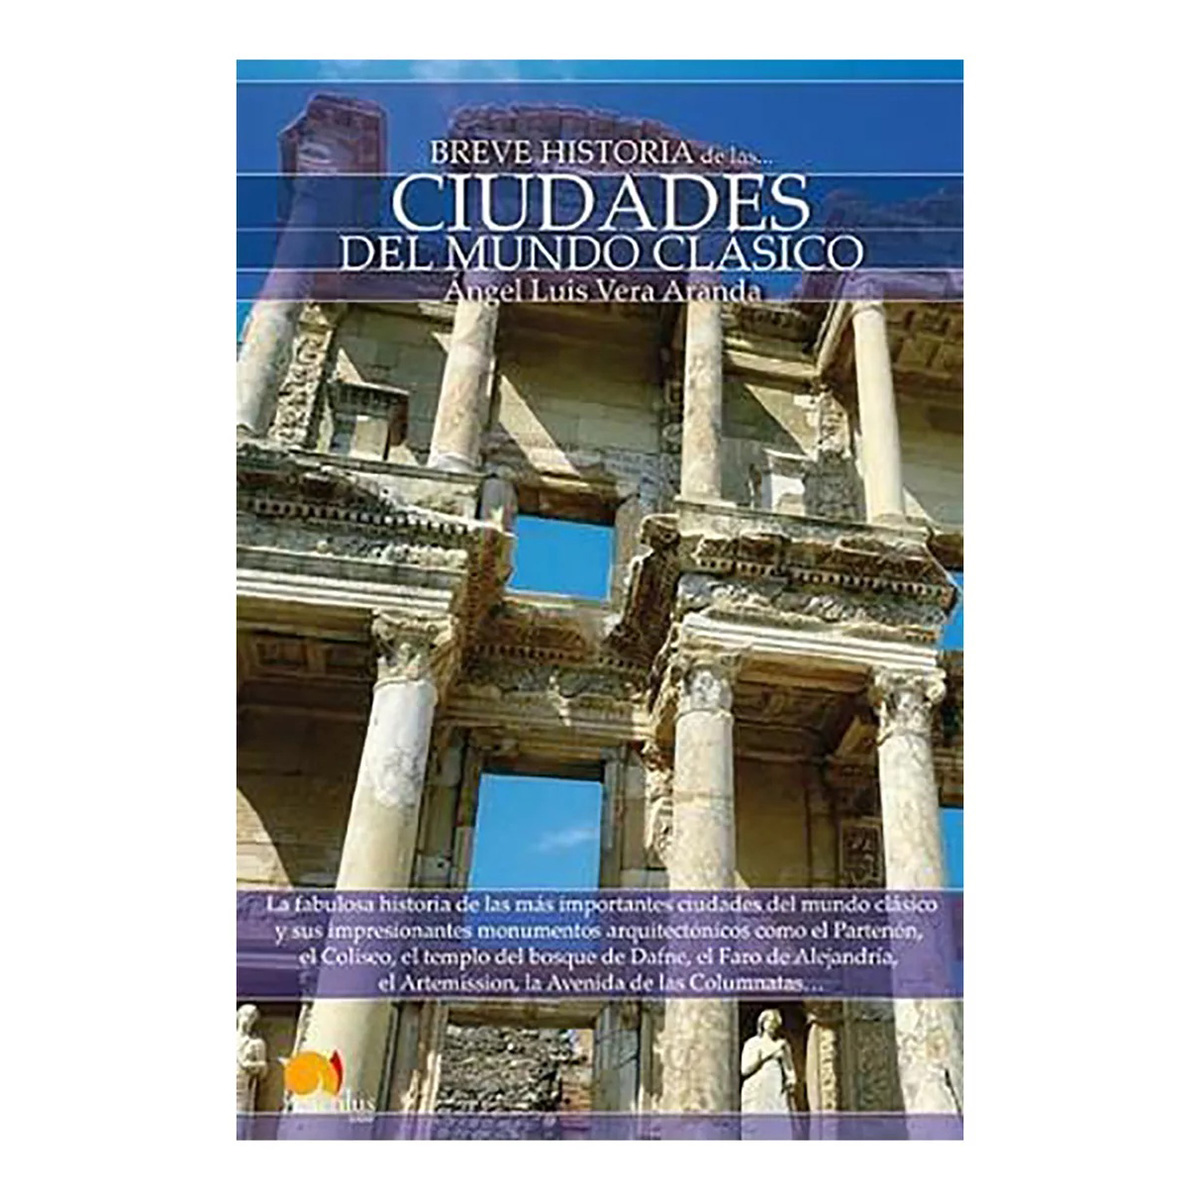 BREVE HISTORIA de las...
CIUDADES
DEL MUNDO CLÁSICO
Ángel Luis Vera Aranda
La fabulosa historia de las más importantes ciudades del mundo clásico
y sus impresionantes monumentos arquitectónicos como el Partenón,
el Coliseo, el templo del bosque de Dafne, el Faro de Alejandría,
el Artemission, la Avenida de las Columnatas...